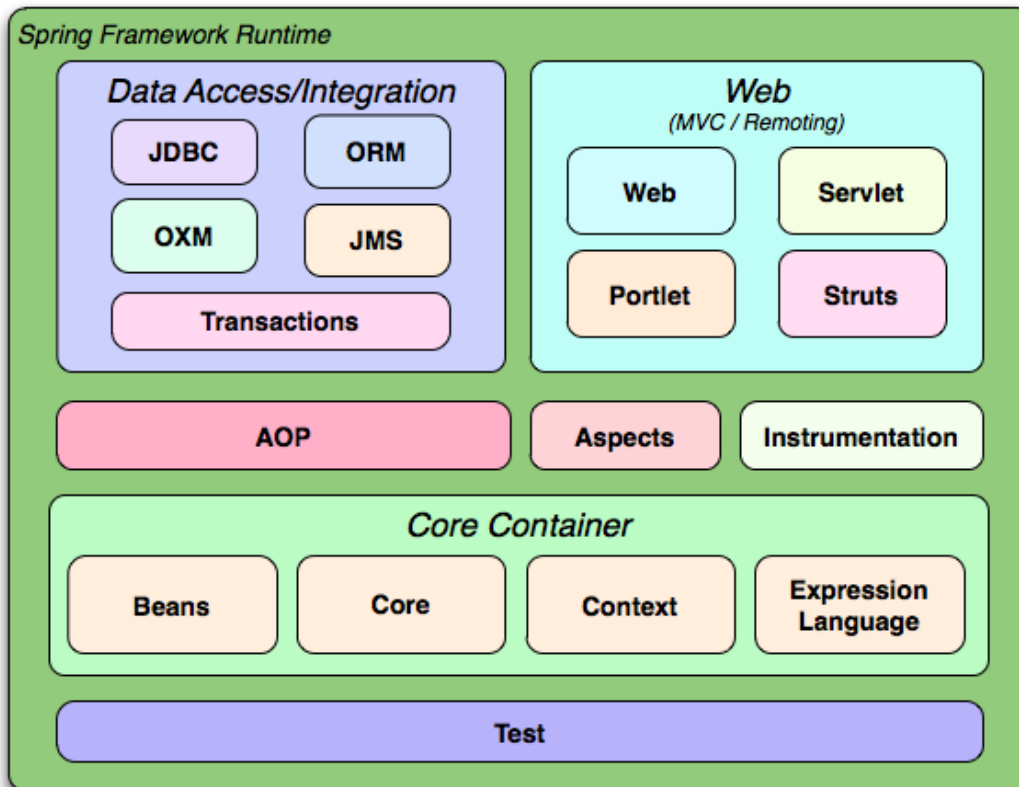 Spring Framework Runtime
Data Access/Integration
JDBC
ORM
OXM
JMS
Transactions
Web
(MVC / Remoting)
Web
Servlet
Portlet
Struts
AOP
Aspects
Instrumentation
Core Container
Beans
Core
Context
Expression
Language
Test